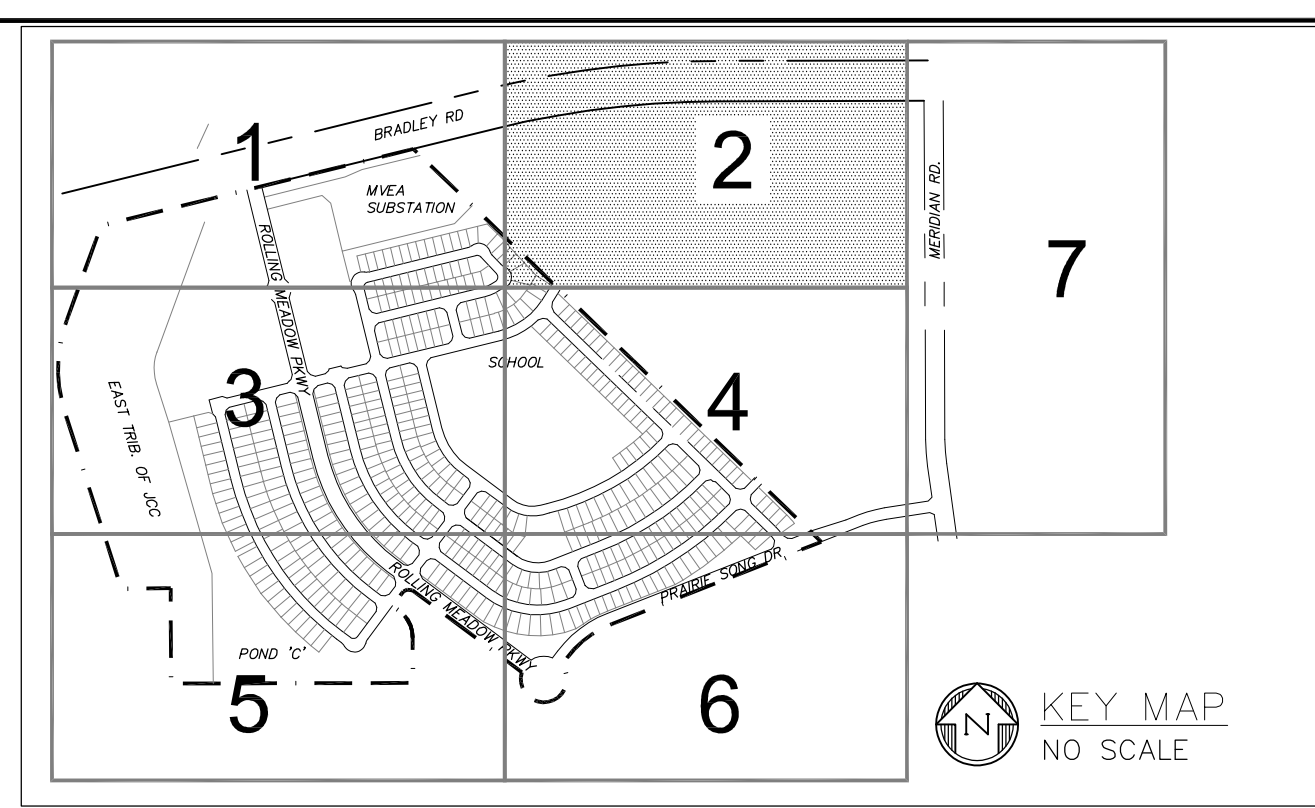 1
BRADLEY RD
2
MVEA
SUBSTATION
MERIDIAN RD.
ROLLING MEADOW PKWY
7
SCHOOL
3
4
EAST TRIB. OF JCC
ROLLING MEADOW PKWY
PRAIRIE SONG DR.
POND 'C'
5
6
N
KEY MAP
NO SCALE